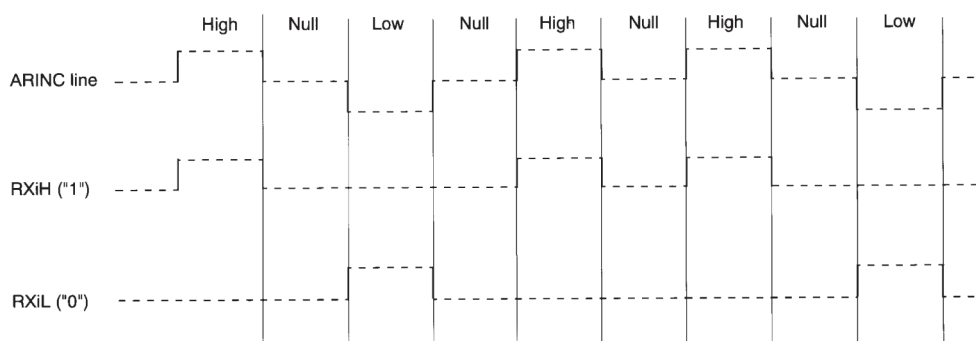 High Null Low Null High Null High Null Low
ARINC line
RXiH ("1")
RXiL ("0")